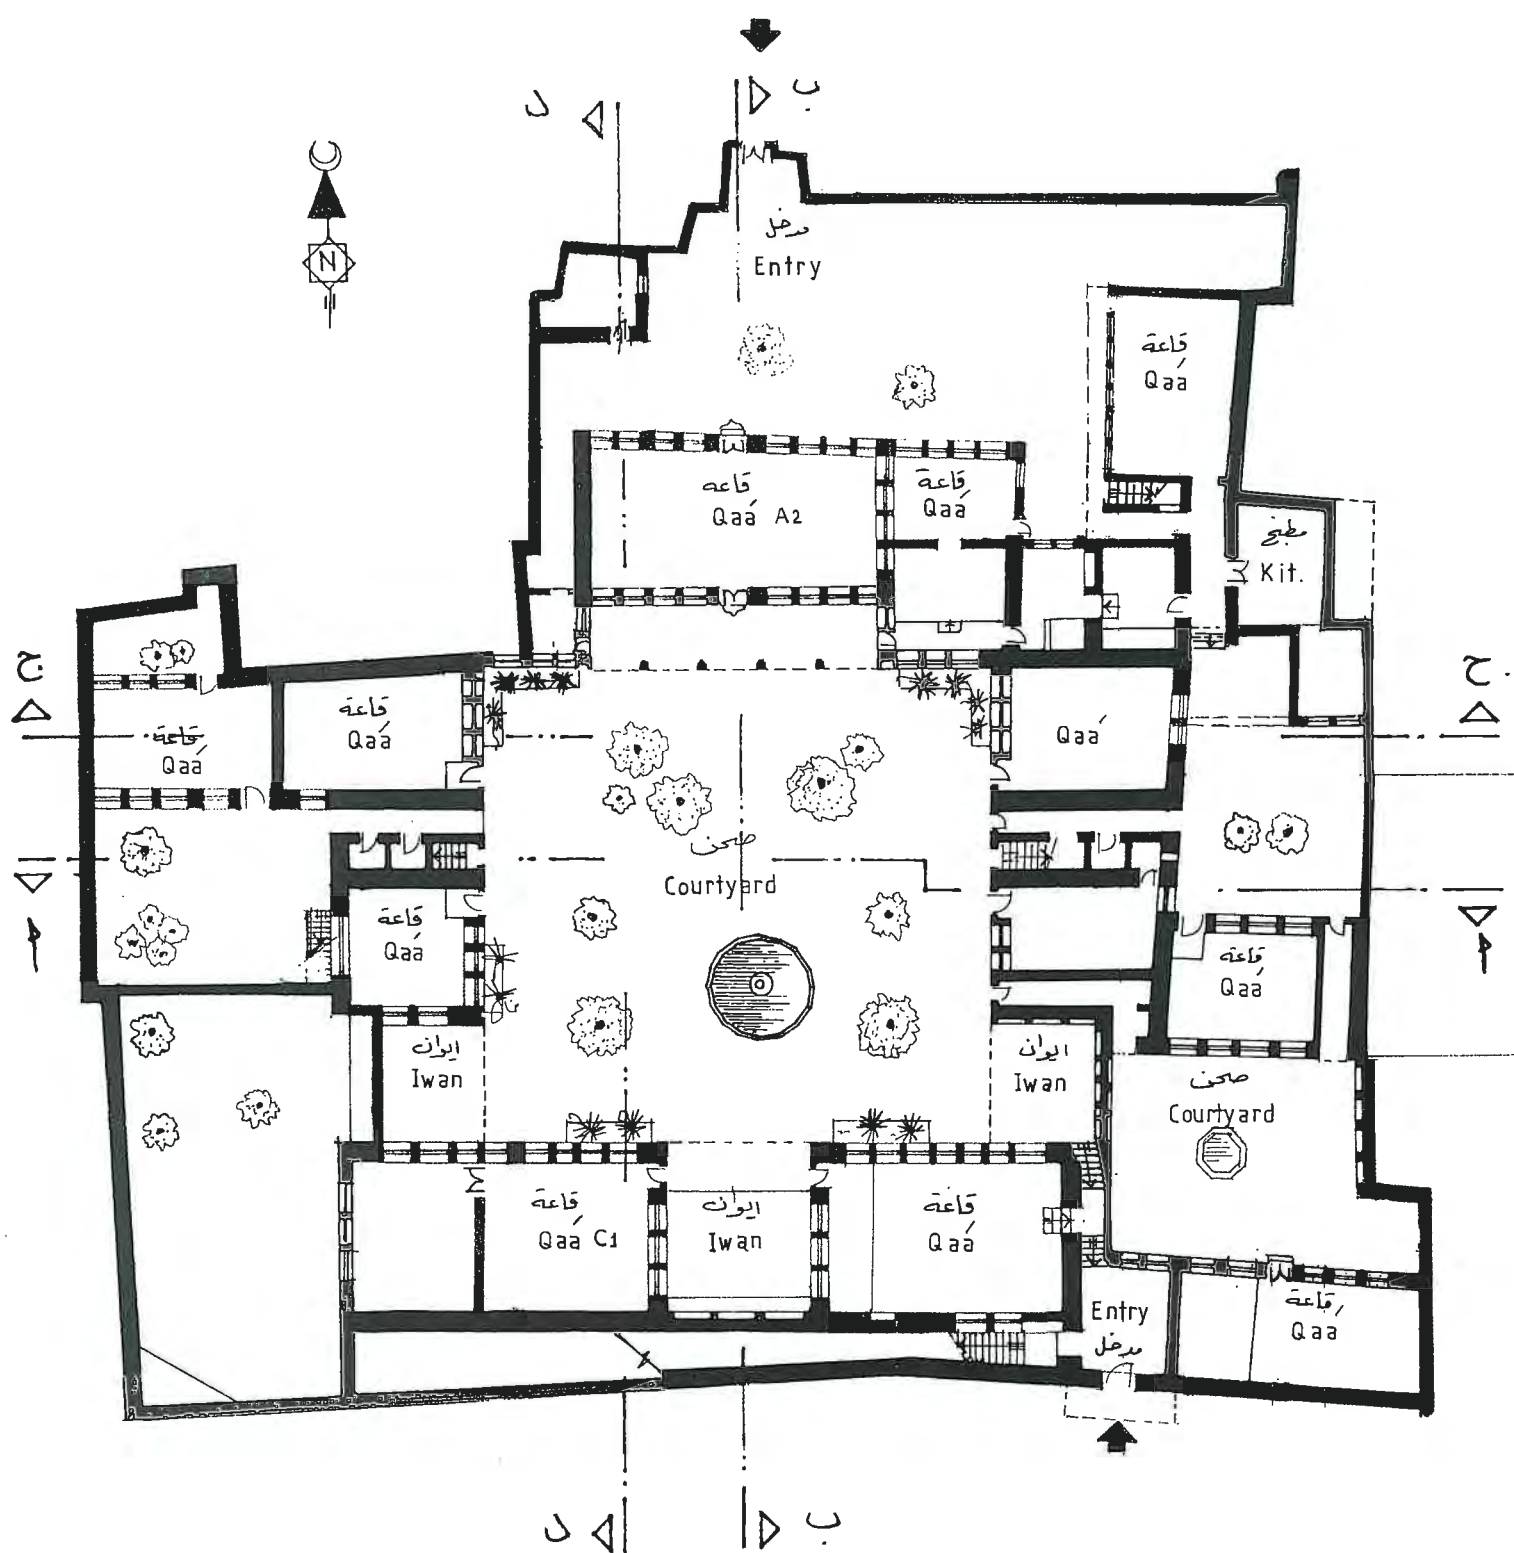 ل
ب
N
مدخل
Entry
قاعة
Qaá
قاعة
Qaá A2
قاعة
Qaá
مطبخ
Kit.
ج
ج
قاعة
Qaá
قاعة
Qaá
Qaá
صحن
Courtyard
قاعة
Qaá
قاعة
Qaá
ايوان
Iwan
ايوان
Iwan
صحن
Courtyard
قاعة
Qaá C1
ايوان
Iwan
قاعة
Qaá
Entry
مدخل
قاعة
Qaa
ل
ب